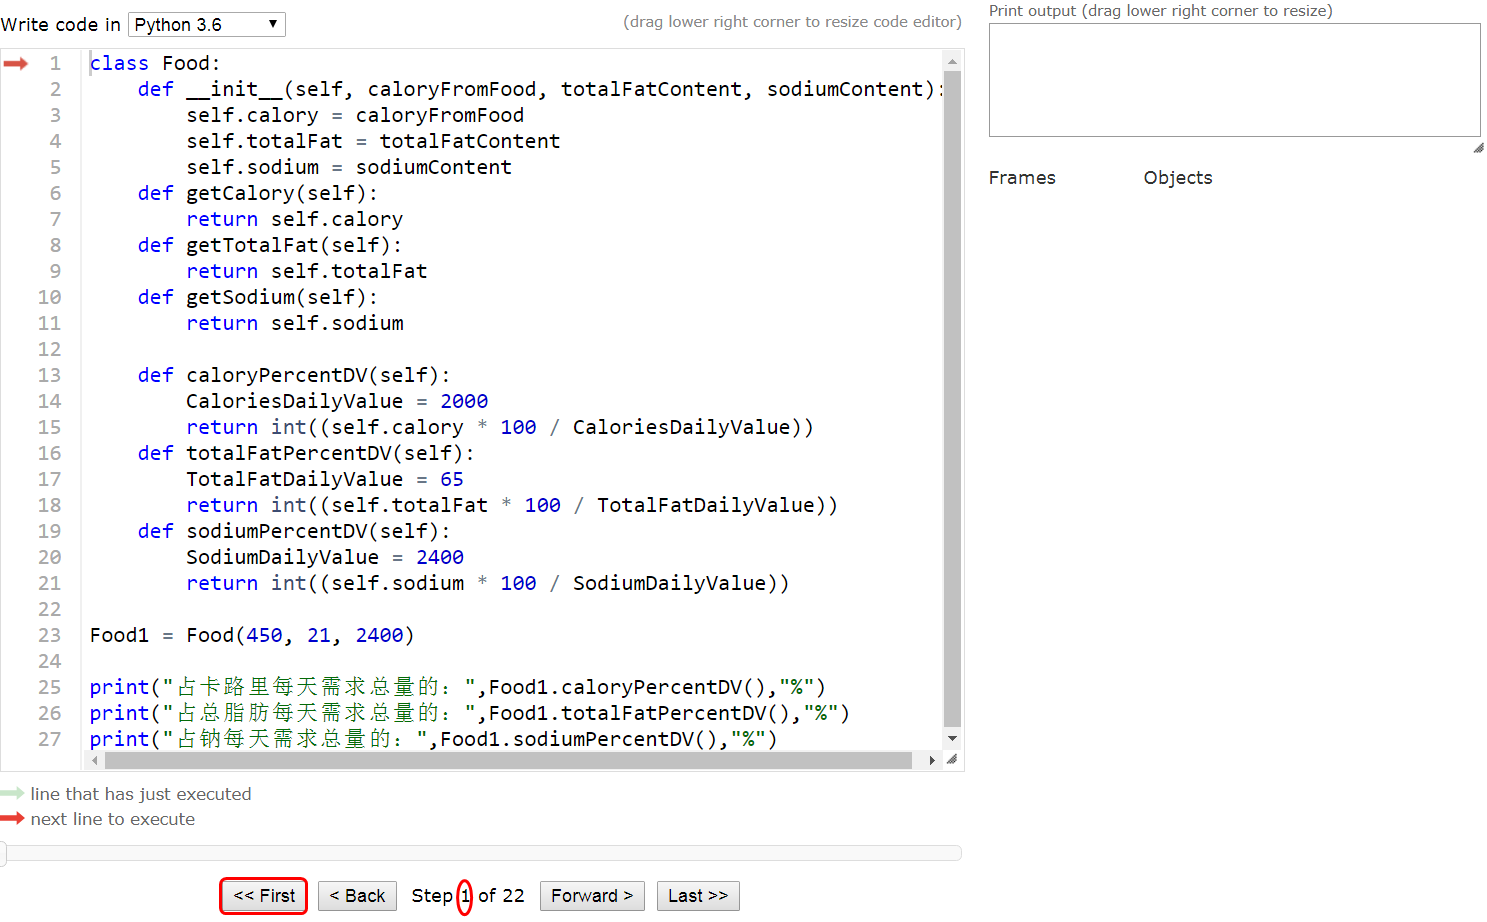 Write code in Python 3.6
(drag lower right corner to resize code editor)
1 class Food:
2     def __init__(self, caloryFromFood, totalFatContent, sodiumContent):
3         self.calory = caloryFromFood
4         self.totalFat = totalFatContent
5         self.sodium = sodiumContent
6     def getCalory(self):
7         return self.calory
8     def getTotalFat(self):
9         return self.totalFat
10     def getSodium(self):
11         return self.sodium
12
13     def caloryPercentDV(self):
14         CaloriesDailyValue = 2000
15         return int((self.calory * 100 / CaloriesDailyValue))
16     def totalFatPercentDV(self):
17         TotalFatDailyValue = 65
18         return int((self.totalFat * 100 / TotalFatDailyValue))
19     def sodiumPercentDV(self):
20         SodiumDailyValue = 2400
21         return int((self.sodium * 100 / SodiumDailyValue))
22
23 Food1 = Food(450, 21, 2400)
24
25 print("占卡路里每天需求总量的：",Food1.caloryPercentDV(),"%")
26 print("占总脂肪每天需求总量的：",Food1.totalFatPercentDV(),"%")
27 print("占钠每天需求总量的：",Food1.sodiumPercentDV(),"%")
line that has just executed
next line to execute
<< First < Back Step 1 of 22 Forward > Last >>
Print output (drag lower right corner to resize)
Frames Objects